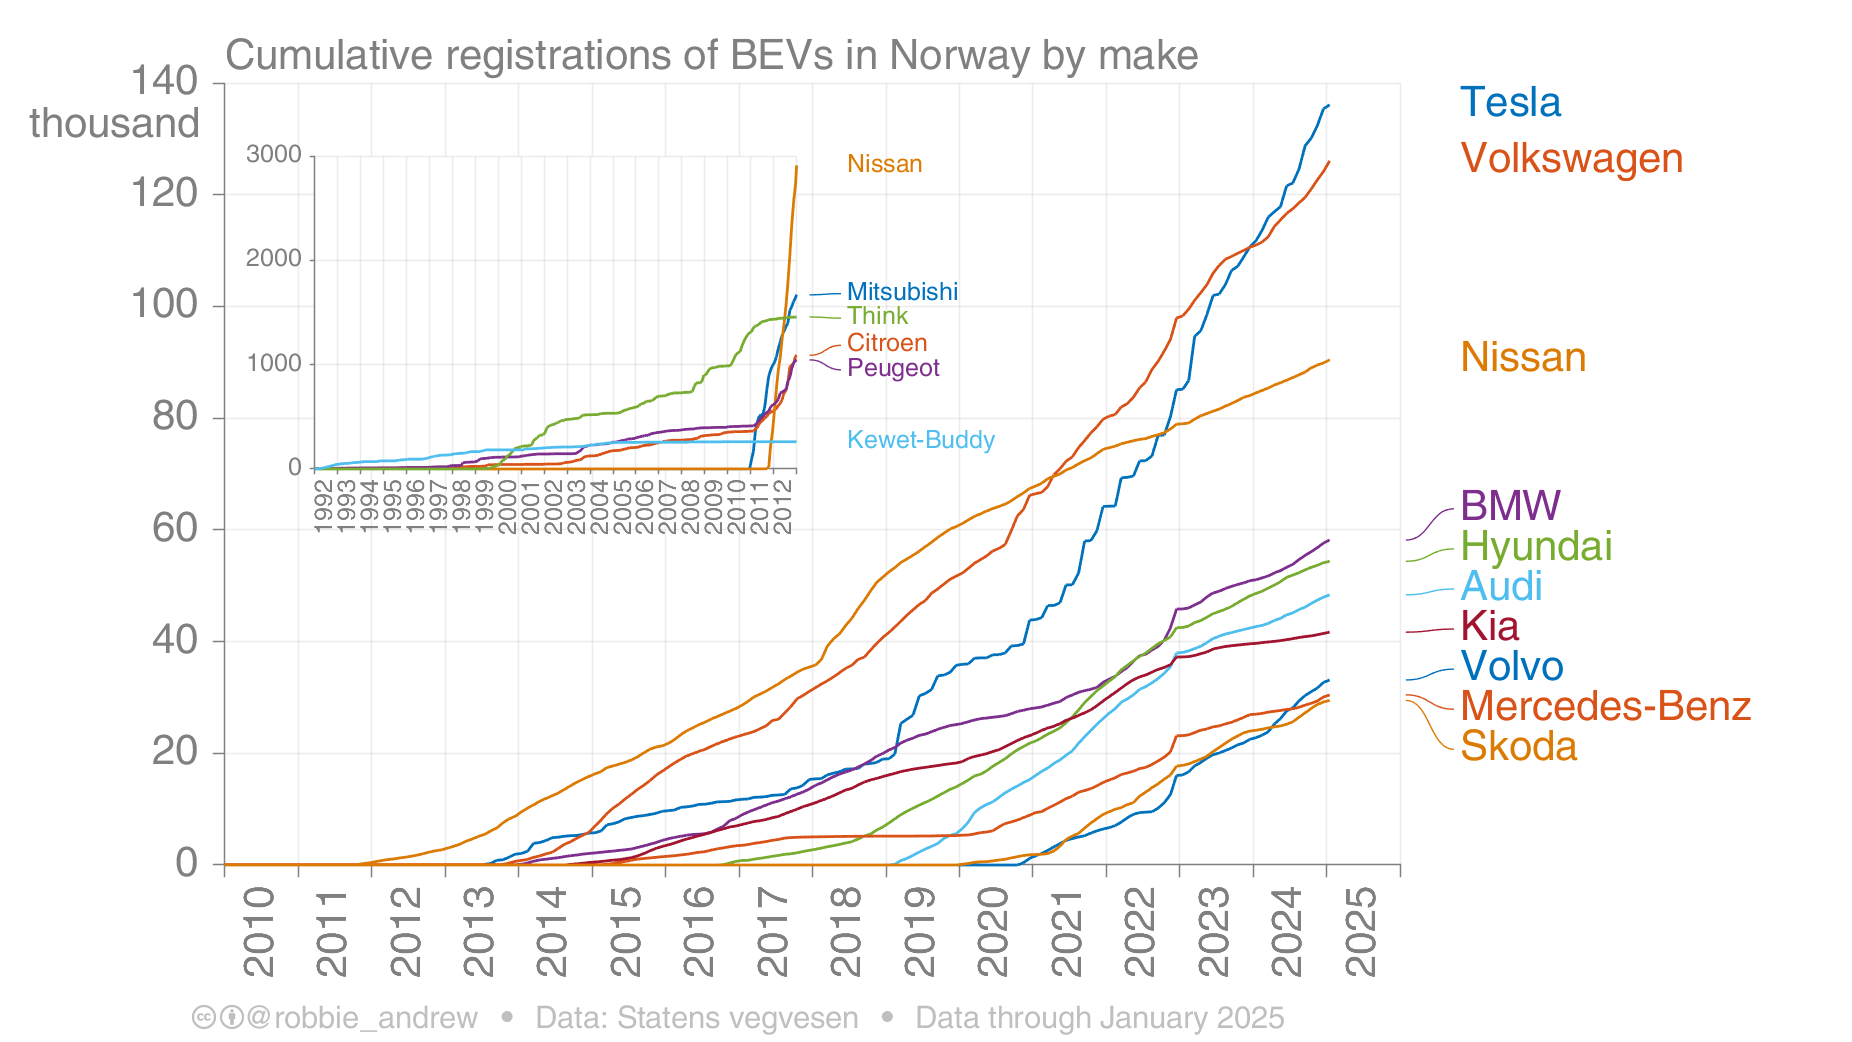 Cumulative registrations of BEVs in Norway by make
140
thousand
120
100
80
60
40
20
0
2010
2011
2012
2013
2014
2015
2016
2017
2018
2019
2020
2021
2022
2023
2024
2025
3000
2000
1000
0
1992
1993
1994
1995
1996
1997
1998
1999
2000
2001
2002
2003
2004
2005
2006
2007
2008
2009
2010
2011
2012
Nissan
Mitsubishi
Think
Citroen
Peugeot
Kewet-Buddy
Tesla
Volkswagen
Nissan
BMW
Hyundai
Audi
Kia
Volvo
Mercedes-Benz
Skoda
cc @robbie_andrew • Data: Statens vegvesen • Data through January 2025